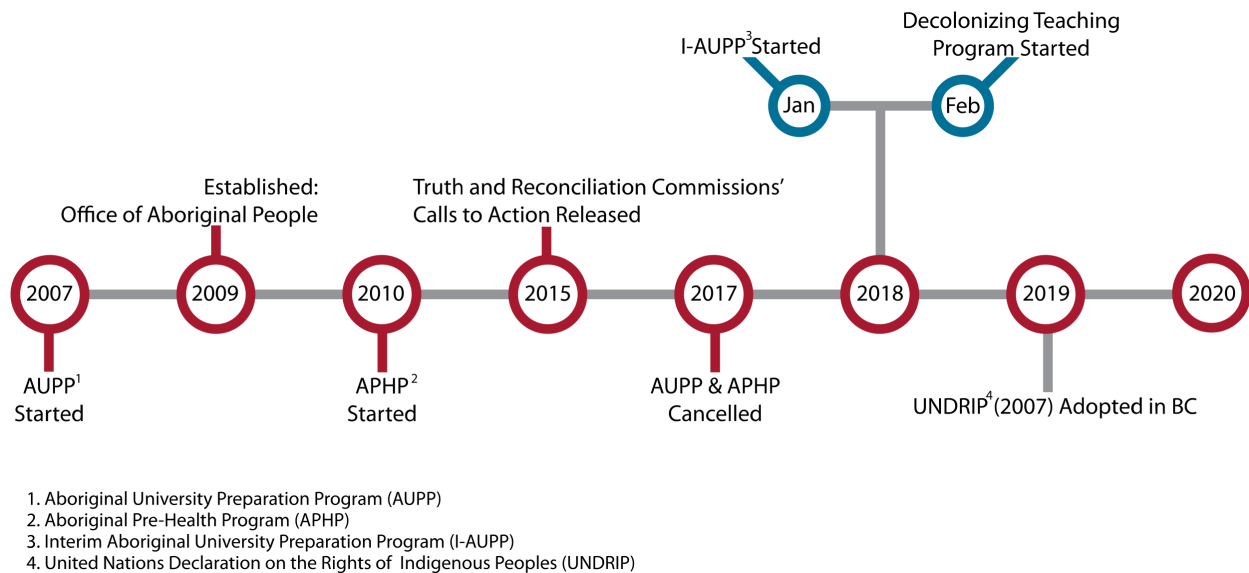 I-AUPP³ Started
Decolonizing Teaching
Program Started
Jan
Feb
Established:
Office of Aboriginal People
Truth and Reconciliation Commissions’
Calls to Action Released
2007
2009
2010
2015
2017
2018
2019
2020
AUPP¹
Started
APHP²
Started
AUPP & APHP
Cancelled
UNDRIP⁴ (2007) Adopted in BC
1. Aboriginal University Preparation Program (AUPP)
2. Aboriginal Pre-Health Program (APHP)
3. Interim Aboriginal University Preparation Program (I-AUPP)
4. United Nations Declaration on the Rights of Indigenous Peoples (UNDRIP)